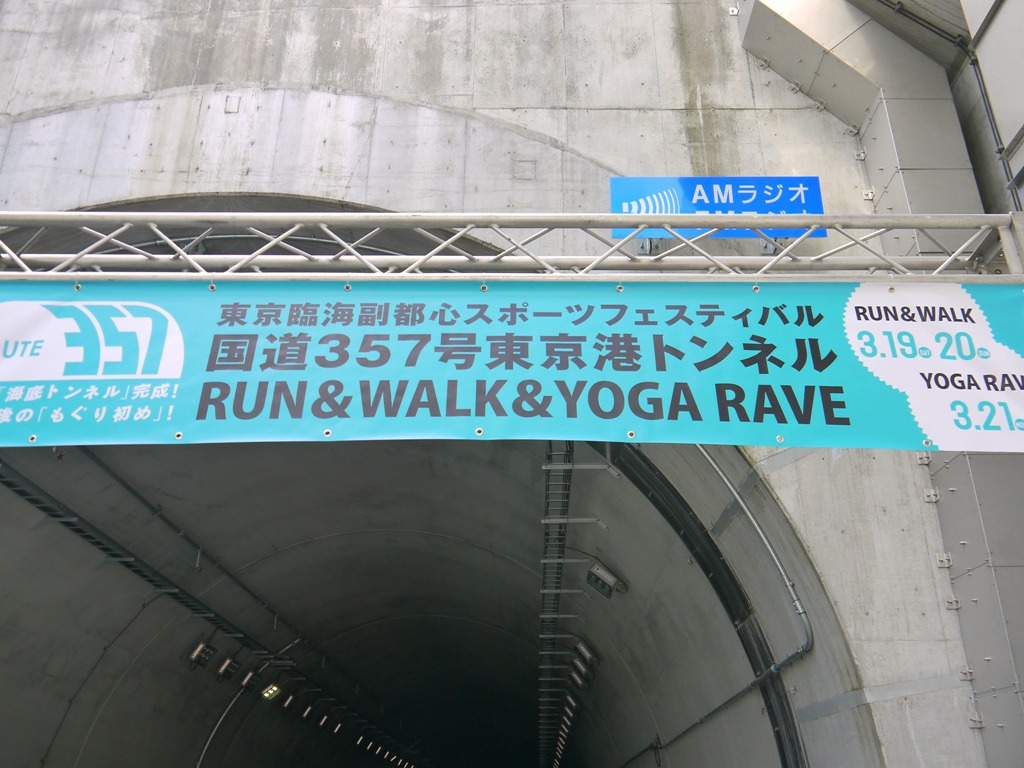 AMラジオ
UTE 357
「海底トンネル」完成!
後の「もぐり初め」!
東京臨海副都心スポーツフェスティバル
国道357号東京港トンネル
RUN&WALK&YOGA RAVE
RUN&WALK
3.19 SAT 20 SUN
YOGA RAV
3.21